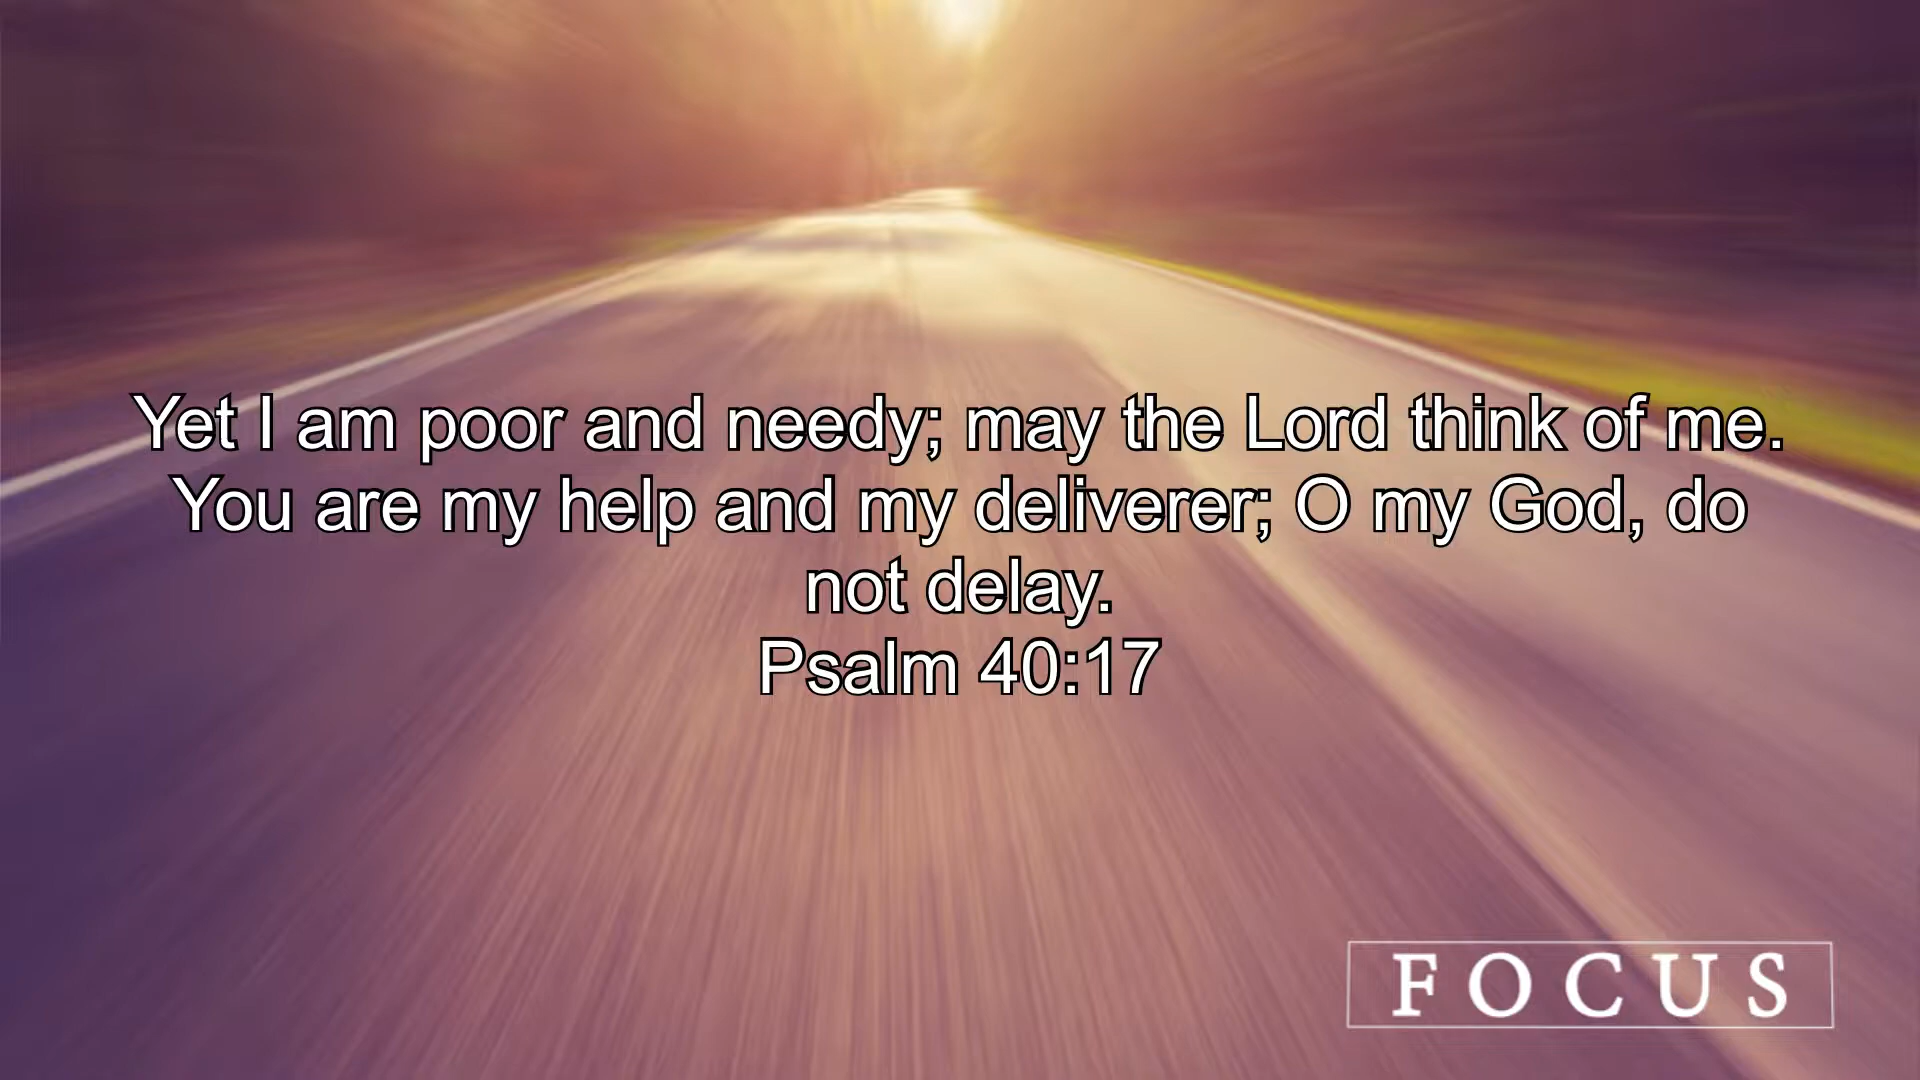 Yet I am poor and needy; may the Lord think of me.
You are my help and my deliverer; O my God, do
not delay.
Psalm 40:17
FOCUS